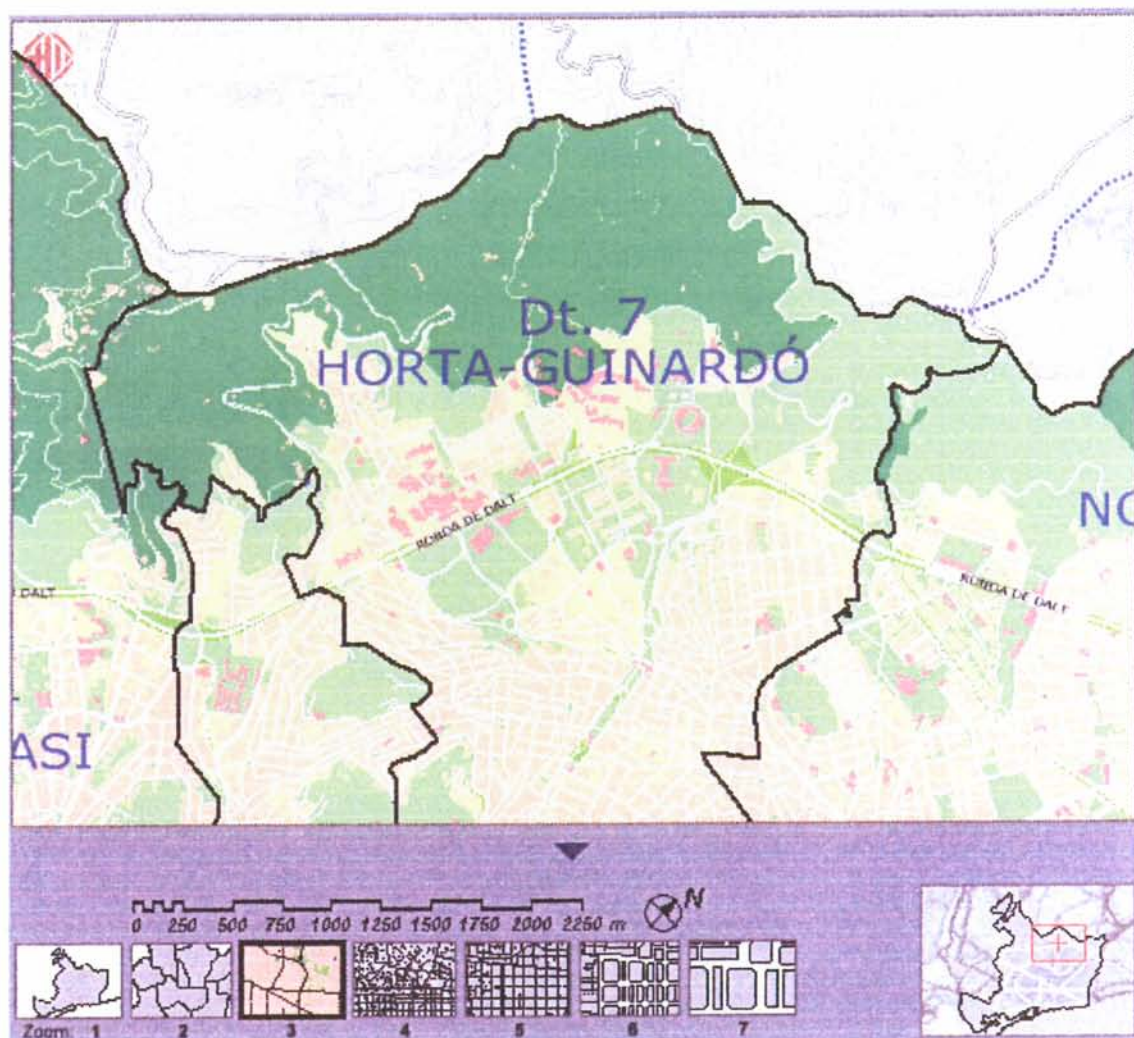 Dt. 7
HORTA-GUINARDÓ
NO
RONDA DE DALT
DALT
RONDA DE DALT
ASI
N
0 250 500 750 1000 1250 1500 1750 2000 2250 m
Zoom: 1 2 3 4 5 6 7